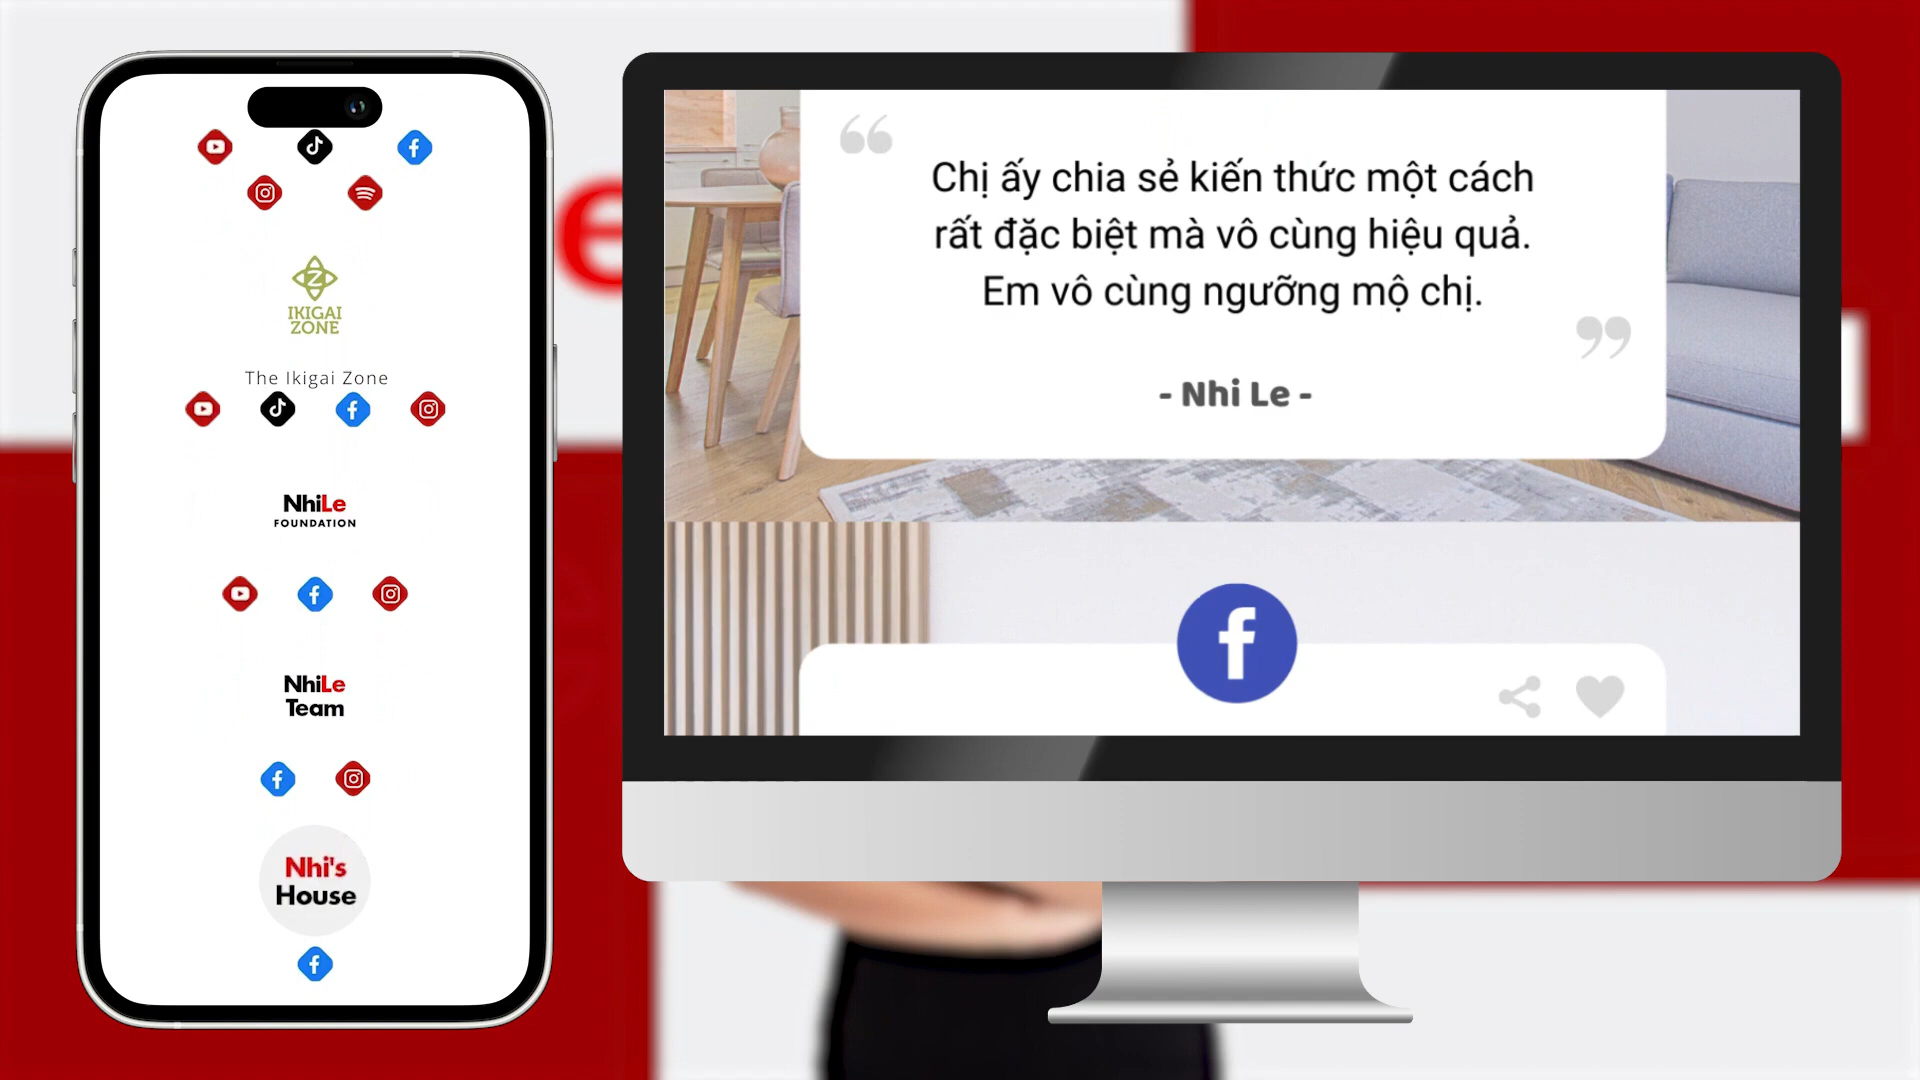 IKIGAI
ZONE
The Ikigai Zone
NhiLe
FOUNDATION
NhiLe
Team
Nhi's
House
Chị ấy chia sẻ kiến thức một cách
rất đặc biệt mà vô cùng hiệu quả.
Em vô cùng ngưỡng mộ chị.
- Nhi Le -